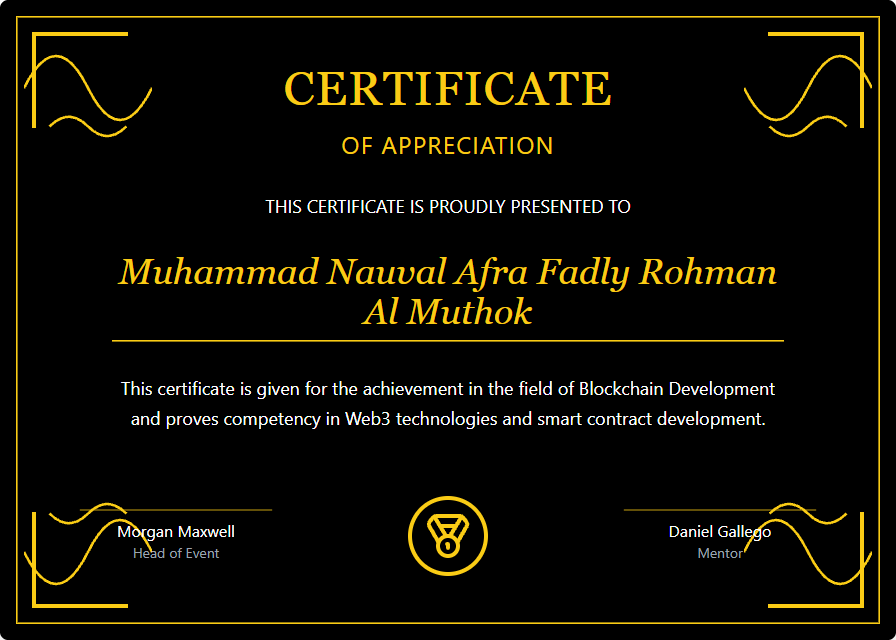 CERTIFICATE
OF APPRECIATION
THIS CERTIFICATE IS PROUDLY PRESENTED TO
Muhammad Nauval Afra Fadly Rohman
Al Muthok
This certificate is given for the achievement in the field of Blockchain Development
and proves competency in Web3 technologies and smart contract development.
Morgan Maxwell
Head of Event
Daniel Gallego
Mentor